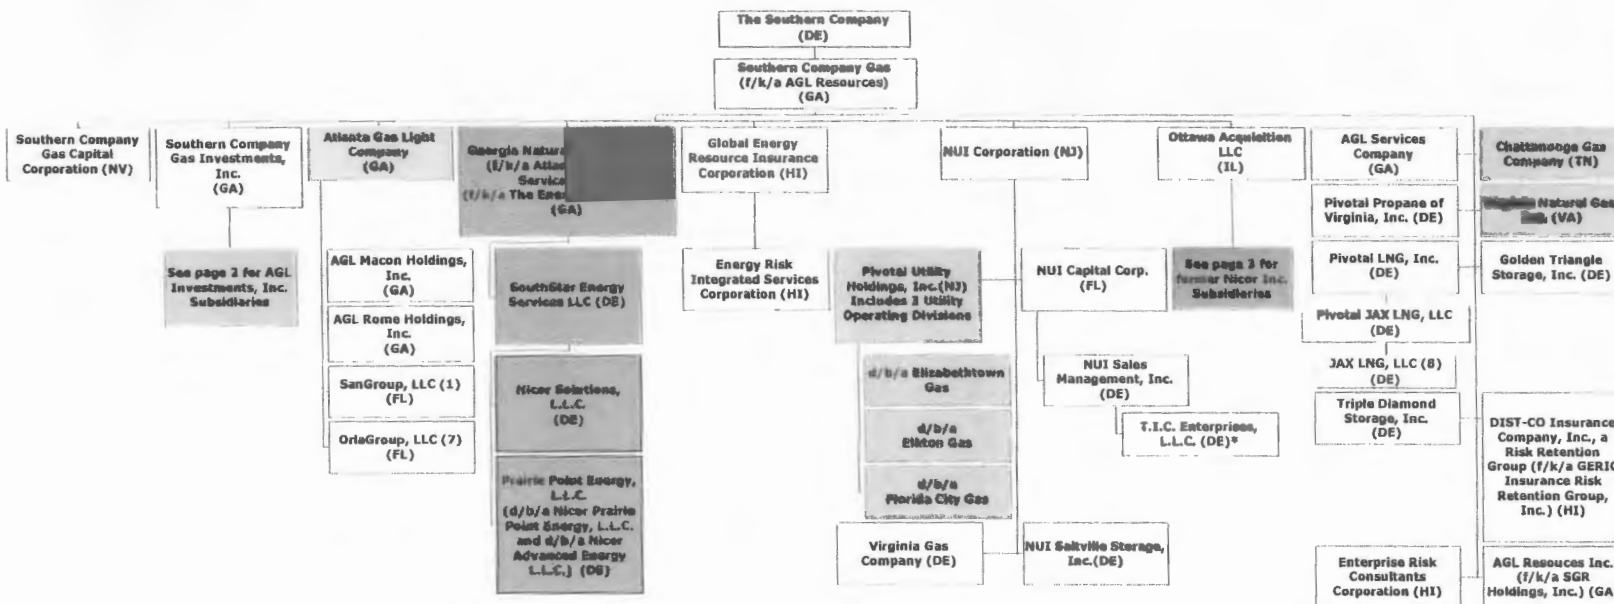 The Southern Company
(DE)
Southern Company Gas
(f/k/a AGL Resources)
(GA)
Southern Company
Gas Capital
Corporation (NV)
Southern Company
Gas Investments,
Inc.
(GA)
Atlanta Gas Light
Company
(GA)
Georgia Natura
(f/k/a Atlan
Service
(f/k/a The Ener
(GA)
Global Energy
Resource Insurance
Corporation (HI)
NUI Corporation (NJ)
Ottawa Acquisition
LLC
(IL)
AGL Services
Company
(GA)
Chattanooga Gas
Company (TN)
Pivotal Propane of
Virginia, Inc. (DE)
Natural Gas
(VA)
See page 2 for AGL
Investments, Inc.
Subsidiaries
AGL Macon Holdings,
Inc.
(GA)
AGL Rome Holdings,
Inc.
(GA)
SanGroup, LLC (1)
(FL)
OrlaGroup, LLC (7)
(FL)
SouthStar Energy
Services LLC (DE)
Nicor Solutions,
L.L.C.
(DE)
Prairie Point Energy,
L.L.C.
(d/b/a Nicor Prairie
Point Energy, L.L.C.
and d/b/a Nicor
Advanced Energy
L.L.C.) (DE)
Energy Risk
Integrated Services
Corporation (HI)
Pivotal Utility
Holdings, Inc.(NJ)
Includes 3 Utility
Operating Divisions
d/b/a Elizabethtown
Gas
d/b/a
Elkton Gas
d/b/a
Florida City Gas
Virginia Gas
Company (DE)
NUI Capital Corp.
(FL)
NUI Sales
Management, Inc.
(DE)
T.I.C. Enterprises,
L.L.C. (DE)*
NUI Saltville Storage,
Inc.(DE)
See page 3 for
former Nicor Inc.
Subsidiaries
Pivotal LNG, Inc.
(DE)
Golden Triangle
Storage, Inc. (DE)
Pivotal JAX LNG, LLC
(DE)
JAX LNG, LLC (8)
(DE)
Triple Diamond
Storage, Inc.
(DE)
DIST-CO Insurance
Company, Inc., a
Risk Retention
Group (f/k/a GERIC
Insurance Risk
Retention Group,
Inc.) (HI)
Enterprise Risk
Consultants
Corporation (HI)
AGL Resouces Inc.
(f/k/a SGR
Holdings, Inc.) (GA